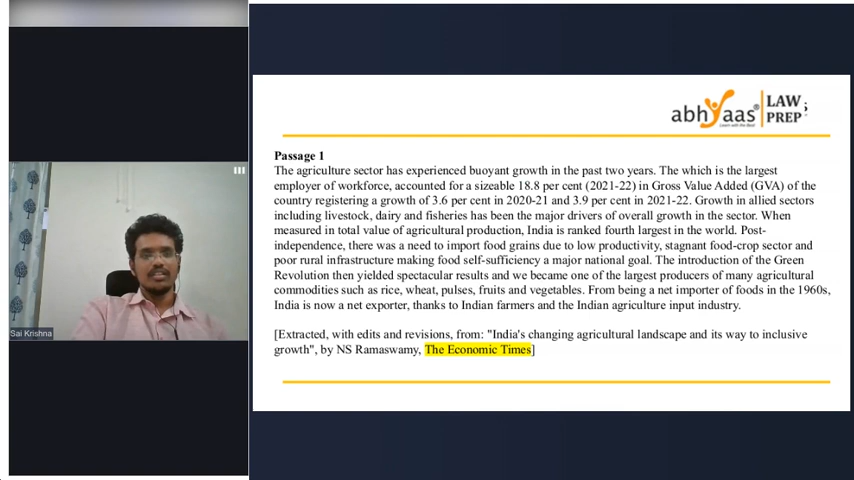 abhyaas
Learn with the Best
LAW
PREP
Passage 1
The agriculture sector has experienced buoyant growth in the past two years. The which is the largest
employer of workforce, accounted for a sizeable 18.8 per cent (2021-22) in Gross Value Added (GVA) of the
country registering a growth of 3.6 per cent in 2020-21 and 3.9 per cent in 2021-22. Growth in allied sectors
including livestock, dairy and fisheries has been the major drivers of overall growth in the sector. When
measured in total value of agricultural production, India is ranked fourth largest in the world. Post-
independence, there was a need to import food grains due to low productivity, stagnant food-crop sector and
poor rural infrastructure making food self-sufficiency a major national goal. The introduction of the Green
Revolution then yielded spectacular results and we became one of the largest producers of many agricultural
commodities such as rice, wheat, pulses, fruits and vegetables. From being a net importer of foods in the 1960s,
India is now a net exporter, thanks to Indian farmers and the Indian agriculture input industry.
[Extracted, with edits and revisions, from: "India's changing agricultural landscape and its way to inclusive
growth", by NS Ramaswamy, The Economic Times]
Sai Krishna